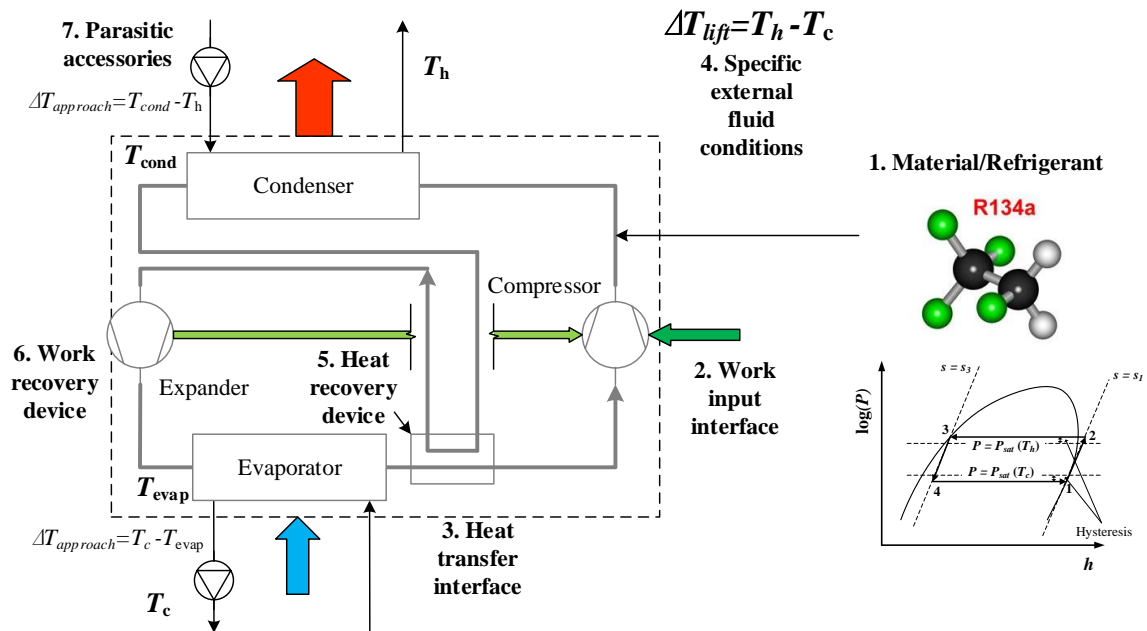 7. Parasitic
accessories
ΔTapproach=Tcond -Th
Th
ΔTlift=Th -Tc
4. Specific
external
fluid
conditions
1. Material/Refrigerant
R134a
Tcond
Condenser
Compressor
6. Work
recovery
device
Expander
5. Heat
recovery
device
2. Work
input
interface
Evaporator
Tevap
ΔTapproach=Tc -Tevap
3. Heat
transfer
interface
Tc
log(P)
s = s3
s = s1
3
2
P = Psat (Th)
P = Psat (Tc)
4
1
Hysteresis
h